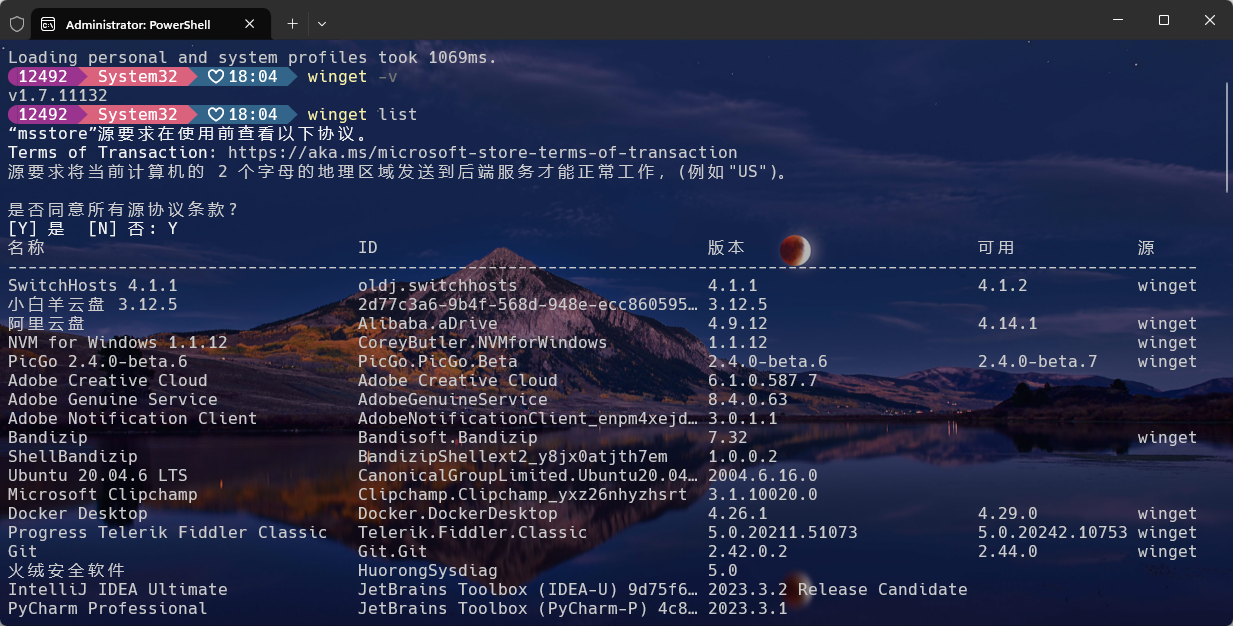 Administrator: PowerShell
Loading personal and system profiles took 1069ms.
12492 System32 18:04 winget -v
v1.7.11132
12492 System32 18:04 winget list
“msstore”源要求在使用前查看以下协议。
Terms of Transaction: https://aka.ms/microsoft-store-terms-of-transaction
源要求将当前计算机的 2 个字母的地理区域发送到后端服务才能正常工作，(例如"US")。
是否同意所有源协议条款?
[Y] 是 [N] 否: Y
名称 ID 版本 可用 源
-----------------------------------------------------------------------------------------------------------------------
SwitchHosts 4.1.1 oldj.switchhosts 4.1.1 4.1.2 winget
小白羊云盘 3.12.5 2d77c3a6-9b4f-568d-948e-ecc860595… 3.12.5
阿里云盘 Alibaba.aDrive 4.9.12 4.14.1 winget
NVM for Windows 1.1.12 CoreyButler.NVMforWindows 1.1.12 winget
PicGo 2.4.0-beta.6 PicGo.PicGo.Beta 2.4.0-beta.6 2.4.0-beta.7 winget
Adobe Creative Cloud Adobe Creative Cloud 6.1.0.587.7
Adobe Genuine Service AdobeGenuineService 8.4.0.63
Adobe Notification Client AdobeNotificationClient_enpm4xejd… 3.0.1.1
Bandizip Bandisoft.Bandizip 7.32 winget
ShellBandizip BandizipShellext2_y8jx0atjth7em 1.0.0.2
Ubuntu 20.04.6 LTS CanonicalGroupLimited.Ubuntu20.04… 2004.6.16.0
Microsoft Clipchamp Clipchamp.Clipchamp_yxz26nhyzhsrt 3.1.10020.0
Docker Desktop Docker.DockerDesktop 4.26.1 4.29.0 winget
Progress Telerik Fiddler Classic Telerik.Fiddler.Classic 5.0.20211.51073 5.0.20242.10753 winget
Git Git.Git 2.42.0.2 2.44.0 winget
火绒安全软件 HuorongSysdiag 5.0
IntelliJ IDEA Ultimate JetBrains Toolbox (IDEA-U) 9d75f6… 2023.3.2 Release Candidate
PyCharm Professional JetBrains Toolbox (PyCharm-P) 4c8… 2023.3.1